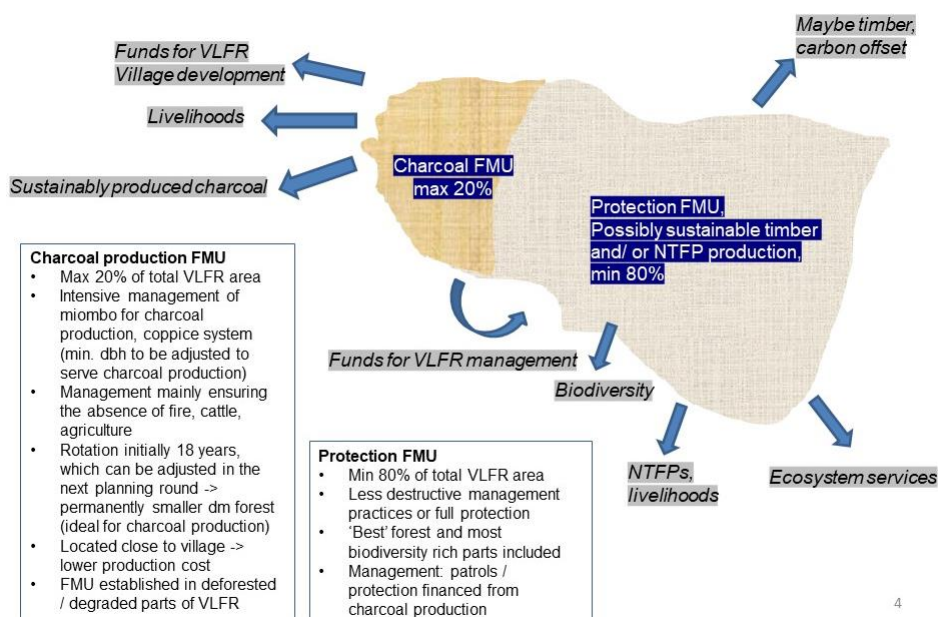 Maybe timber,
carbon offset
Funds for VLFR
Village development
Livelihoods
Sustainably produced charcoal
Charcoal FMU
max 20%
Protection FMU,
Possibly sustainable timber
and/ or NTFP production,
min 80%
Funds for VLFR management
Biodiversity
NTFPs,
livelihoods
Ecosystem services
Charcoal production FMU
• Max 20% of total VLFR area
• Intensive management of
miombo for charcoal
production, coppice system
(min. dbh to be adjusted to
serve charcoal production)
• Management mainly ensuring
the absence of fire, cattle,
agriculture
• Rotation initially 18 years,
which can be adjusted in the
next planning round ->
permanently smaller dm forest
(ideal for charcoal production)
• Located close to village ->
lower production cost
• FMU established in deforested
/ degraded parts of VLFR
Protection FMU
• Min 80% of total VLFR area
• Less destructive management
practices or full protection
• 'Best' forest and most
biodiversity rich parts included
• Management: patrols /
protection financed from
charcoal production
4